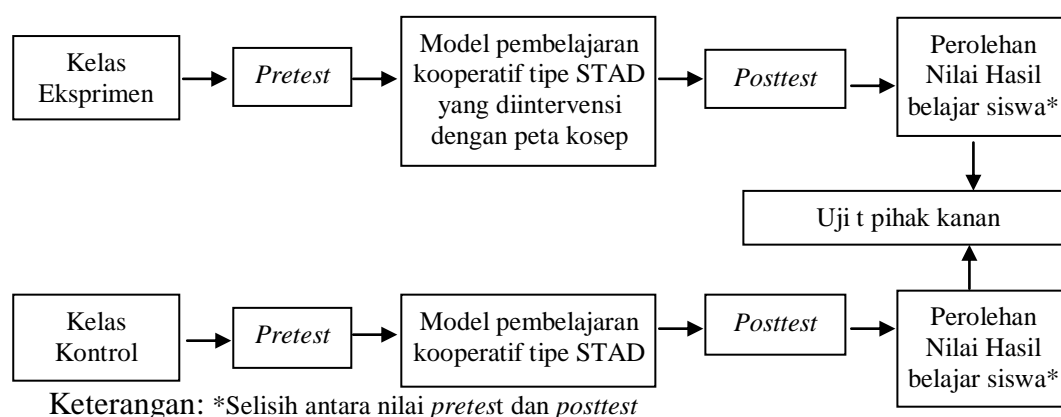 Kelas
Eksprimen
Pretest
Model pembelajaran
kooperatif tipe STAD
yang diintervensi
dengan peta kosep
Posttest
Perolehan
Nilai Hasil
belajar siswa*
Uji t pihak kanan
Kelas
Kontrol
Pretest
Model pembelajaran
kooperatif tipe STAD
Posttest
Perolehan
Nilai Hasil
belajar siswa*
Keterangan: *Selisih antara nilai pretest dan posttest